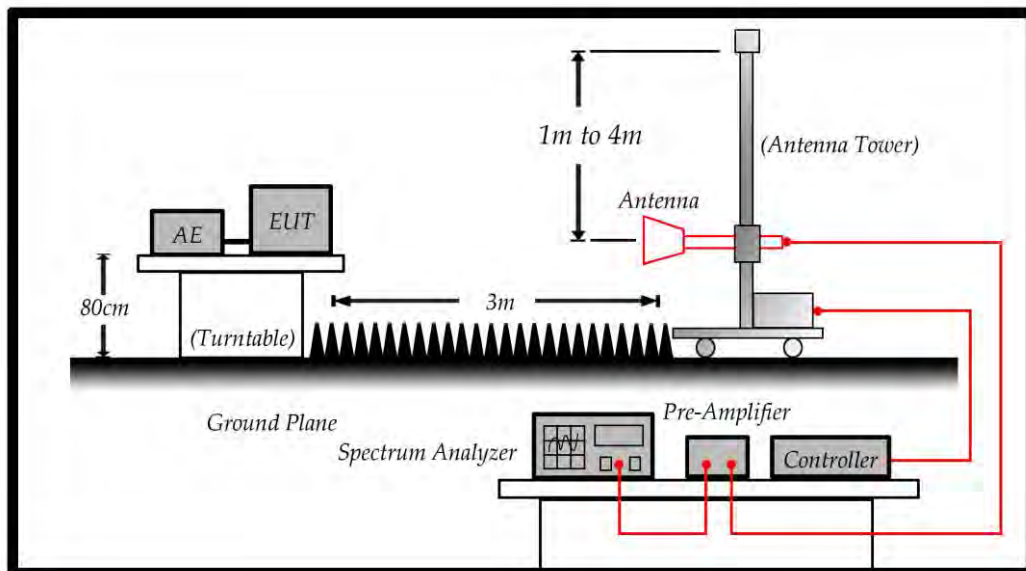 1m to 4m
(Antenna Tower)
Antenna
EUT
AE
80cm
3m
(Turntable)
Ground Plane
Pre-Amplifier
Spectrum Analyzer
Controller